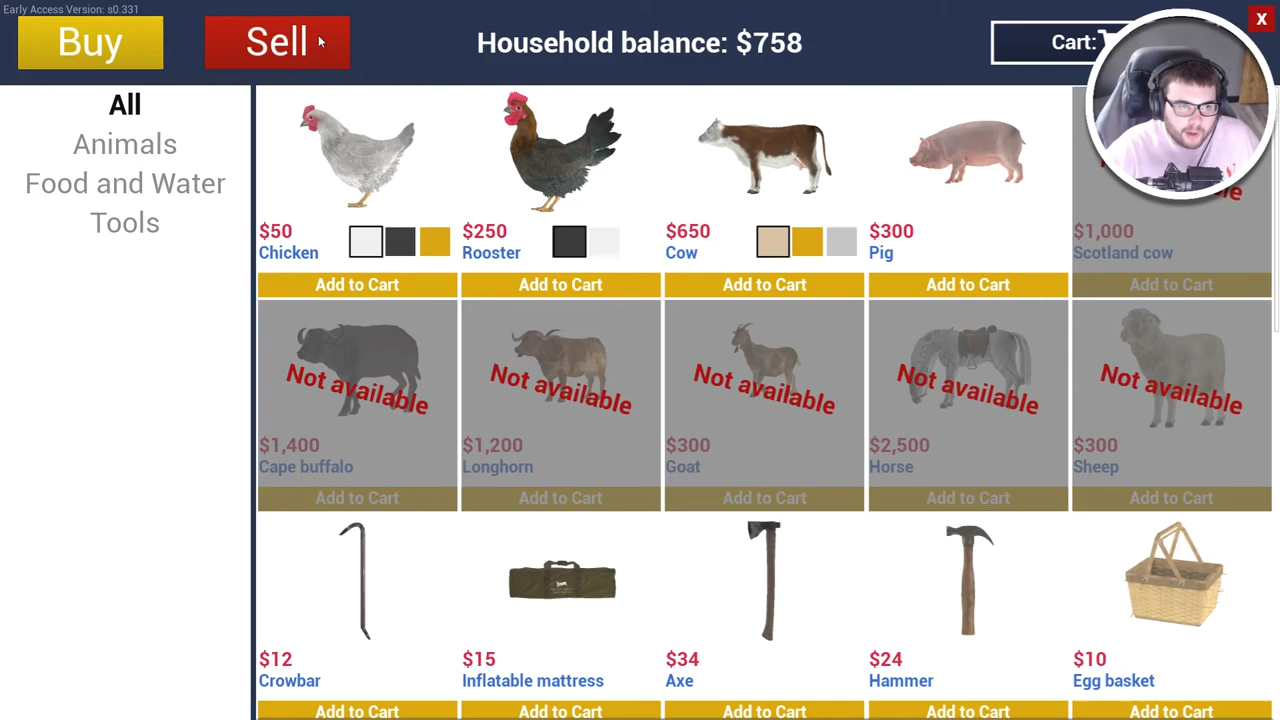 Early Access Version: s0.331
Buy
Sell
Household balance: $758
Cart:
X
All
Animals
Food and Water
Tools
$50
Chicken
Add to Cart
$250
Rooster
Add to Cart
$650
Cow
Add to Cart
$300
Pig
Add to Cart
$1,000
Scotland cow
Add to Cart
Not available
$1,400
Cape buffalo
Add to Cart
Not available
$1,200
Longhorn
Add to Cart
Not available
$300
Goat
Add to Cart
Not available
$2,500
Horse
Add to Cart
Not available
$300
Sheep
Add to Cart
$12
Crowbar
Add to Cart
$15
Inflatable mattress
Add to Cart
$34
Axe
Add to Cart
$24
Hammer
Add to Cart
$10
Egg basket
Add to Cart